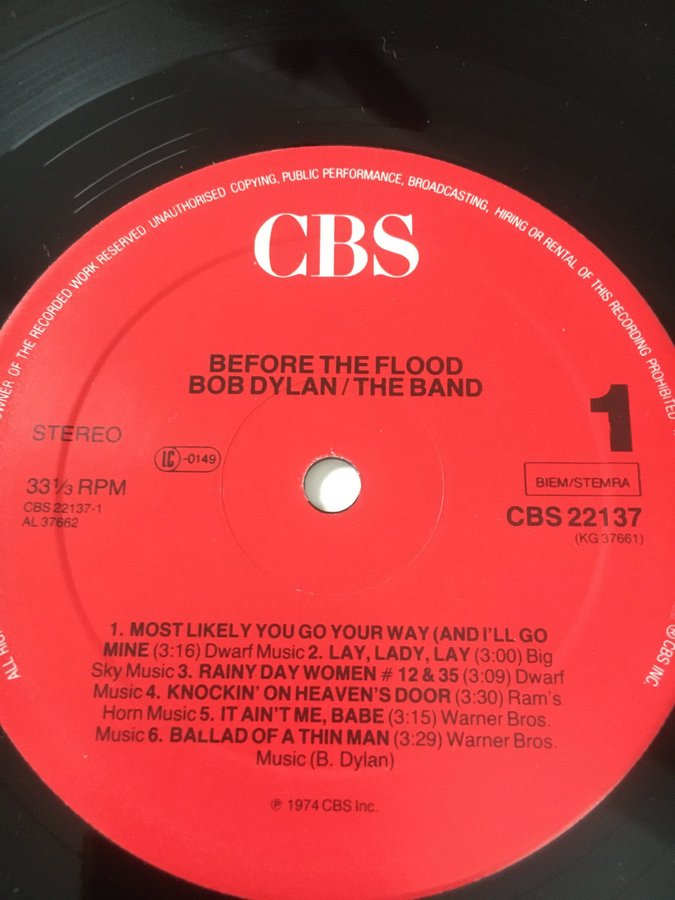 OWNER OF THE RECORDED WORK RESERVED UNAUTHORISED COPYING, PUBLIC PERFORMANCE, BROADCASTING, HIRING OR RENTAL OF THIS RECORDING PROHIBITED
CBS
BEFORE THE FLOOD
BOB DYLAN / THE BAND
1
STEREO
LC -0149
BIEM/STEMRA
33⅓ RPM
CBS 22137-1
AL 37662
CBS 22137
(KG 37661)
1. MOST LIKELY YOU GO YOUR WAY (AND I'LL GO
MINE (3:16) Dwarf Music 2. LAY, LADY, LAY (3:00) Big
Sky Music 3. RAINY DAY WOMEN # 12 & 35 (3:09) Dwarf
Music 4. KNOCKIN' ON HEAVEN'S DOOR (3:30) Ram's
Horn Music 5. IT AIN'T ME, BABE (3:15) Warner Bros.
Music 6. BALLAD OF A THIN MAN (3:29) Warner Bros.
Music (B. Dylan)
℗ 1974 CBS Inc.
ALL
℗ CBS INC.